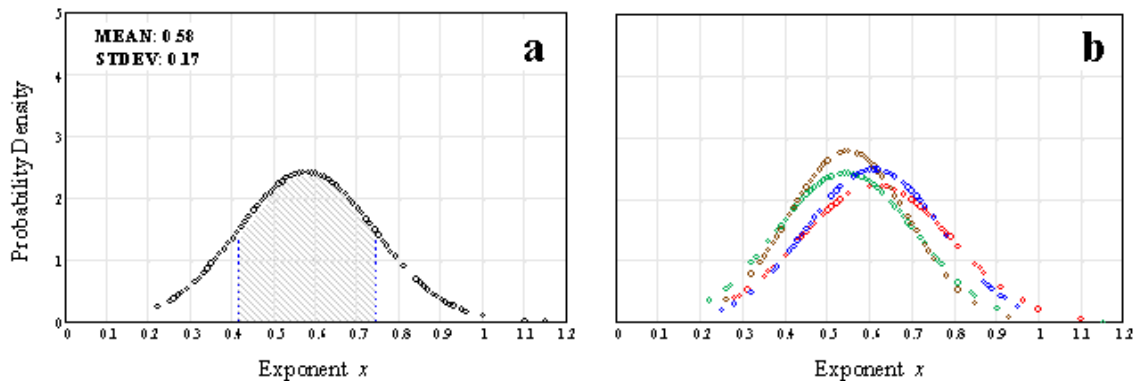 MEAN: 0.58
STDEV: 0.17
a
b
5
4
3
2
1
0
Probability Density
0 0.1 0.2 0.3 0.4 0.5 0.6 0.7 0.8 0.9 1 1.1 1.2
0 0.1 0.2 0.3 0.4 0.5 0.6 0.7 0.8 0.9 1 1.1 1.2
Exponent x
Exponent x